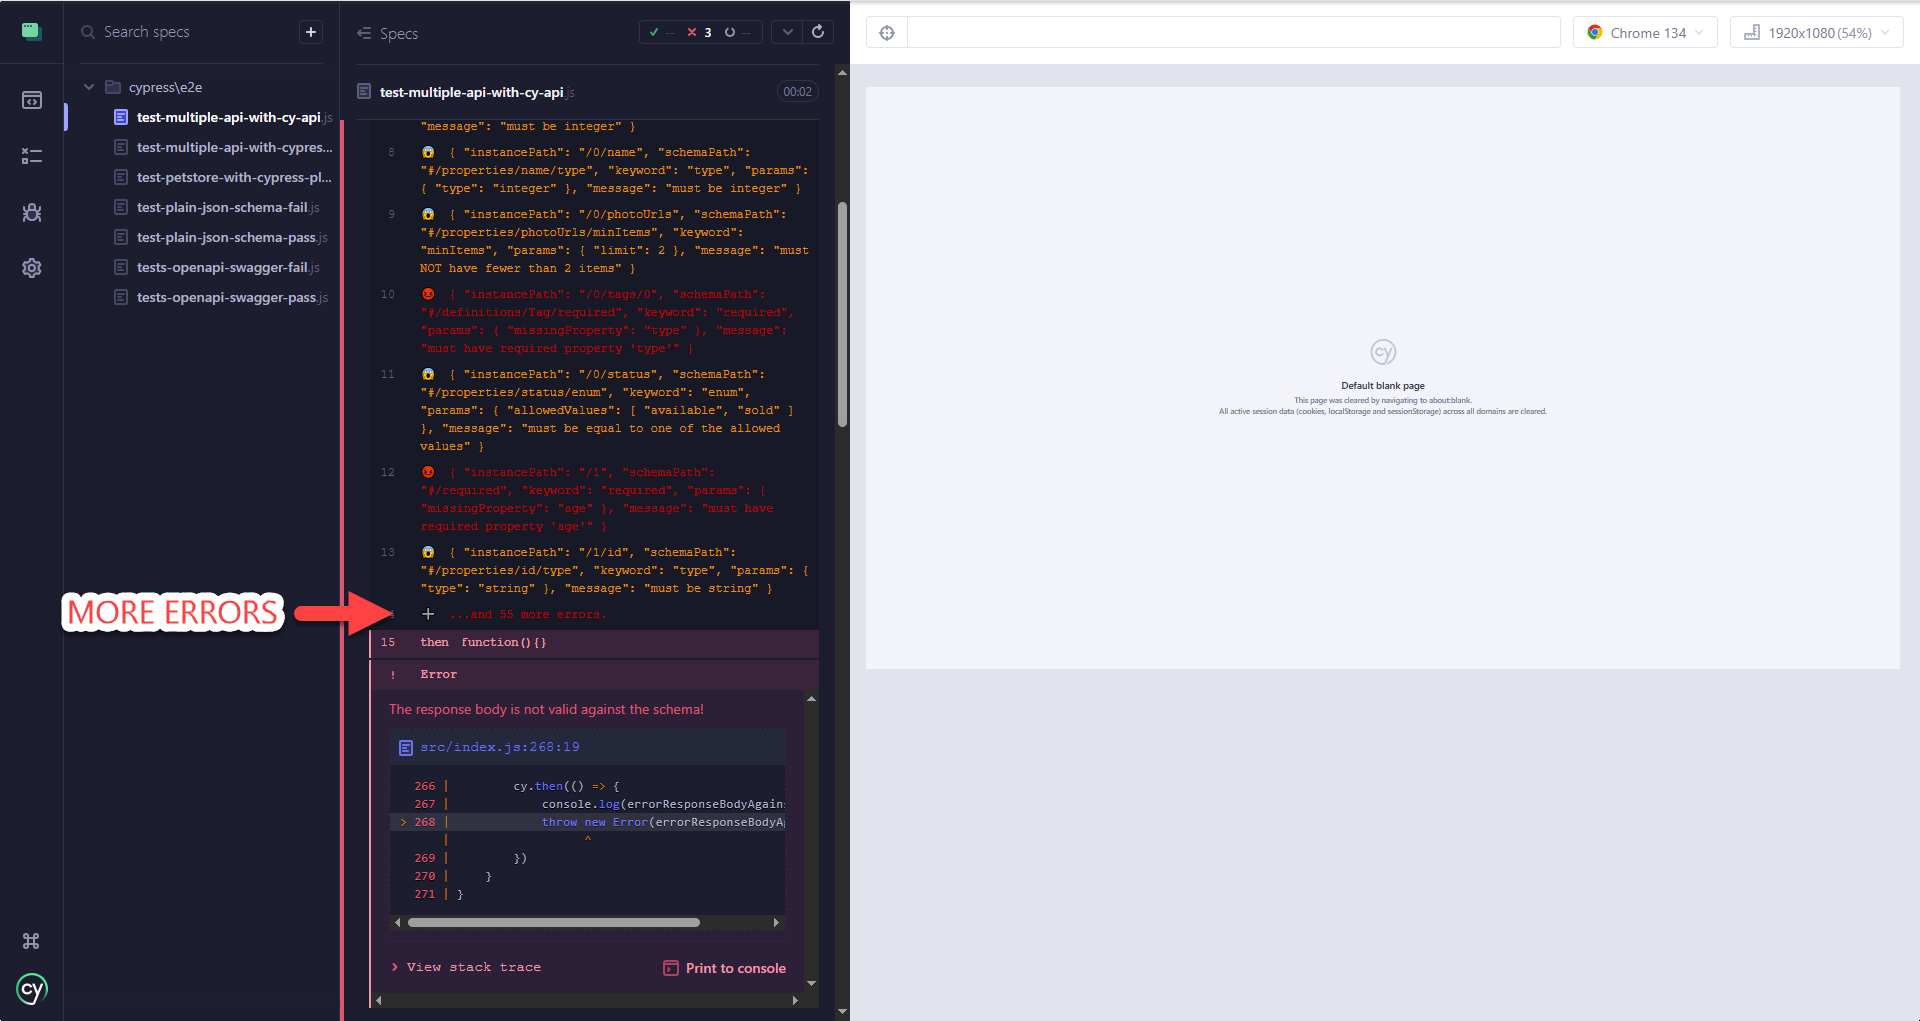 Search specs
+
cypress\e2e
test-multiple-api-with-cy-api.js
test-multiple-api-with-cypres...
test-petstore-with-cypress-pl...
test-plain-json-schema-fail.js
test-plain-json-schema-pass.js
tests-openapi-swagger-fail.js
tests-openapi-swagger-pass.js
cy
MORE ERRORS
Specs
-- 3 --
test-multiple-api-with-cy-api.js
00:02
"message": "must be integer" }
8 { "instancePath": "/0/name", "schemaPath":
"#/properties/name/type", "keyword": "type", "params":
{ "type": "integer" }, "message": "must be integer" }
9 { "instancePath": "/0/photoUrls", "schemaPath":
"#/properties/photoUrls/minItems", "keyword":
"minItems", "params": { "limit": 2 }, "message": "must
NOT have fewer than 2 items" }
10 { "instancePath": "/0/tags/0", "schemaPath":
"#/definitions/Tag/required", "keyword": "required",
"params": { "missingProperty": "type" }, "message":
"must have required property 'type'" }
11 { "instancePath": "/0/status", "schemaPath":
"#/properties/status/enum", "keyword": "enum",
"params": { "allowedValues": [ "available", "sold" ]
}, "message": "must be equal to one of the allowed
values" }
12 { "instancePath": "/1", "schemaPath":
"#/required", "keyword": "required", "params": {
"missingProperty": "age" }, "message": "must have
required property 'age'" }
13 { "instancePath": "/1/id", "schemaPath":
"#/properties/id/type", "keyword": "type", "params": {
"type": "string" }, "message": "must be string" }
...and 55 more errors.
15 then function(){}
! Error
The response body is not valid against the schema!
src/index.js:268:19
266 | cy.then(() => {
267 | console.log(errorResponseBodyAgains
> 268 | throw new Error(errorResponseBodyAg
| ^
269 | })
270 | }
271 | }
> View stack trace
Print to console
Chrome 134
1920x1080 (54%)
cy
Default blank page
This page was cleared by navigating to about:blank.
All active session data (cookies, localStorage and sessionStorage) across all domains are cleared.